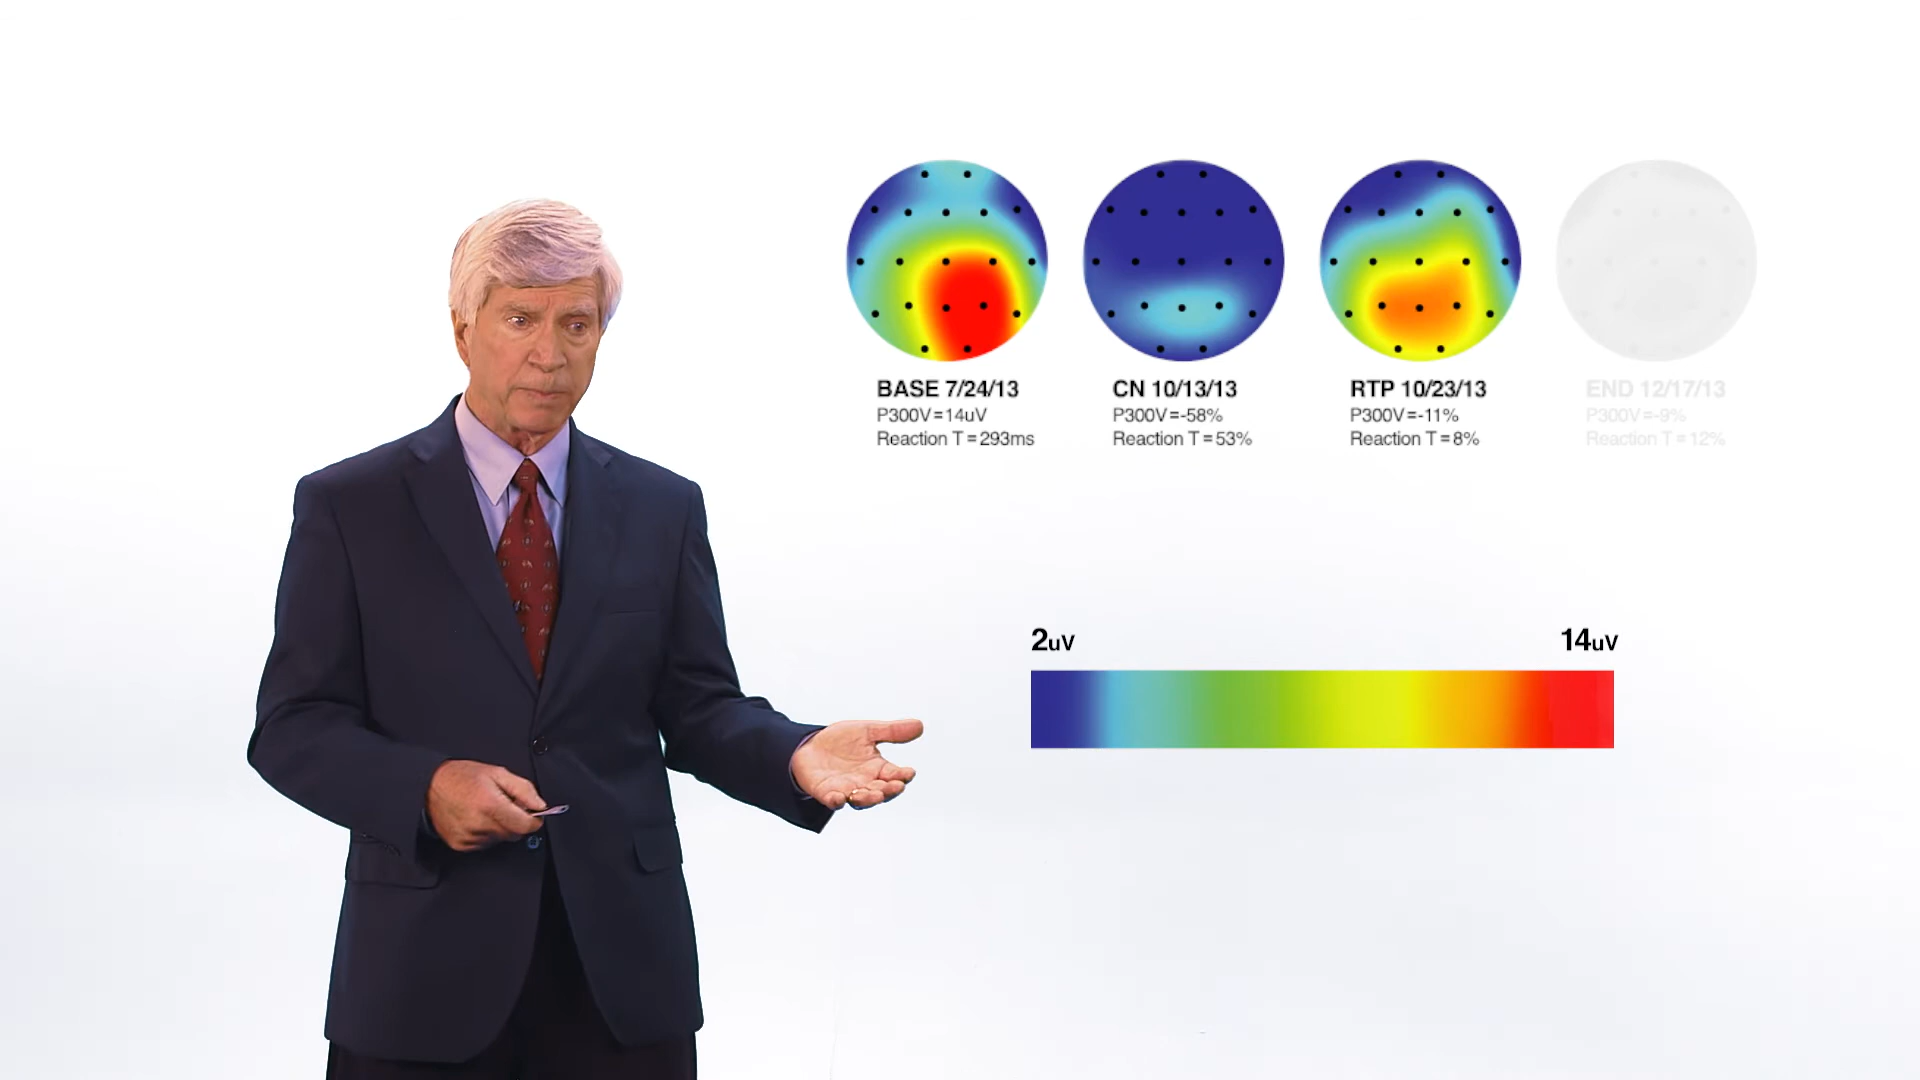 BASE 7/24/13
P300V=14uV
Reaction T=293ms
CN 10/13/13
P300V=-58%
Reaction T=53%
RTP 10/23/13
P300V=-11%
Reaction T=8%
END 12/17/13
P300V=-9%
Reaction T=12%
2uV
14uV